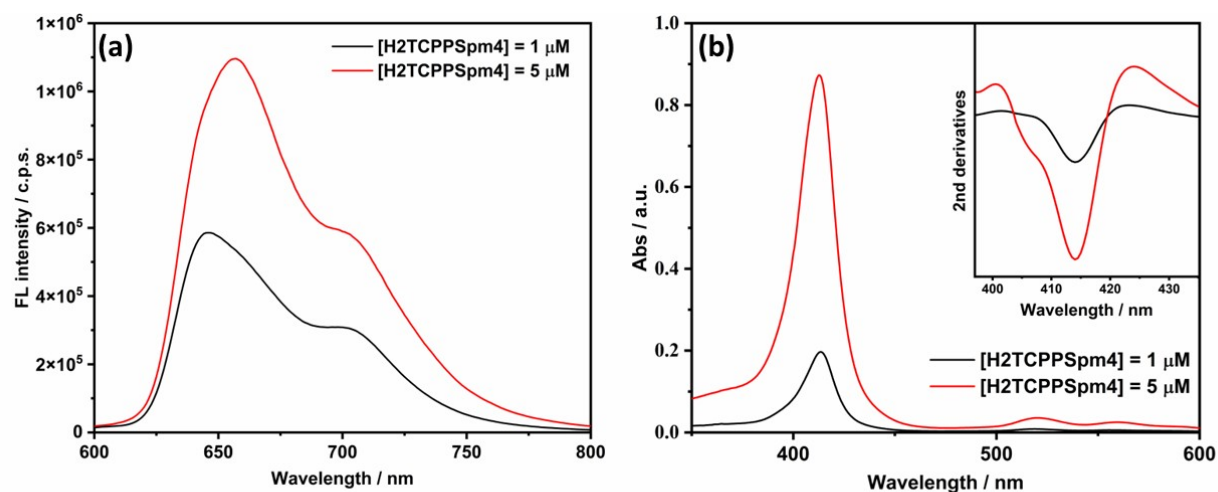 (a)
[H2TCPPSpm4] = 1 μM
[H2TCPPSpm4] = 5 μM
FL intensity / c.p.s.
1×10⁶
1×10⁶
8×10⁵
6×10⁵
4×10⁵
2×10⁵
0
600
650
700
750
800
Wavelength / nm
(b)
Abs / a.u.
1.0
0.8
0.6
0.4
0.2
0.0
400
500
600
Wavelength / nm
2nd derivatives
400
410
420
430
Wavelength / nm
[H2TCPPSpm4] = 1 μM
[H2TCPPSpm4] = 5 μM